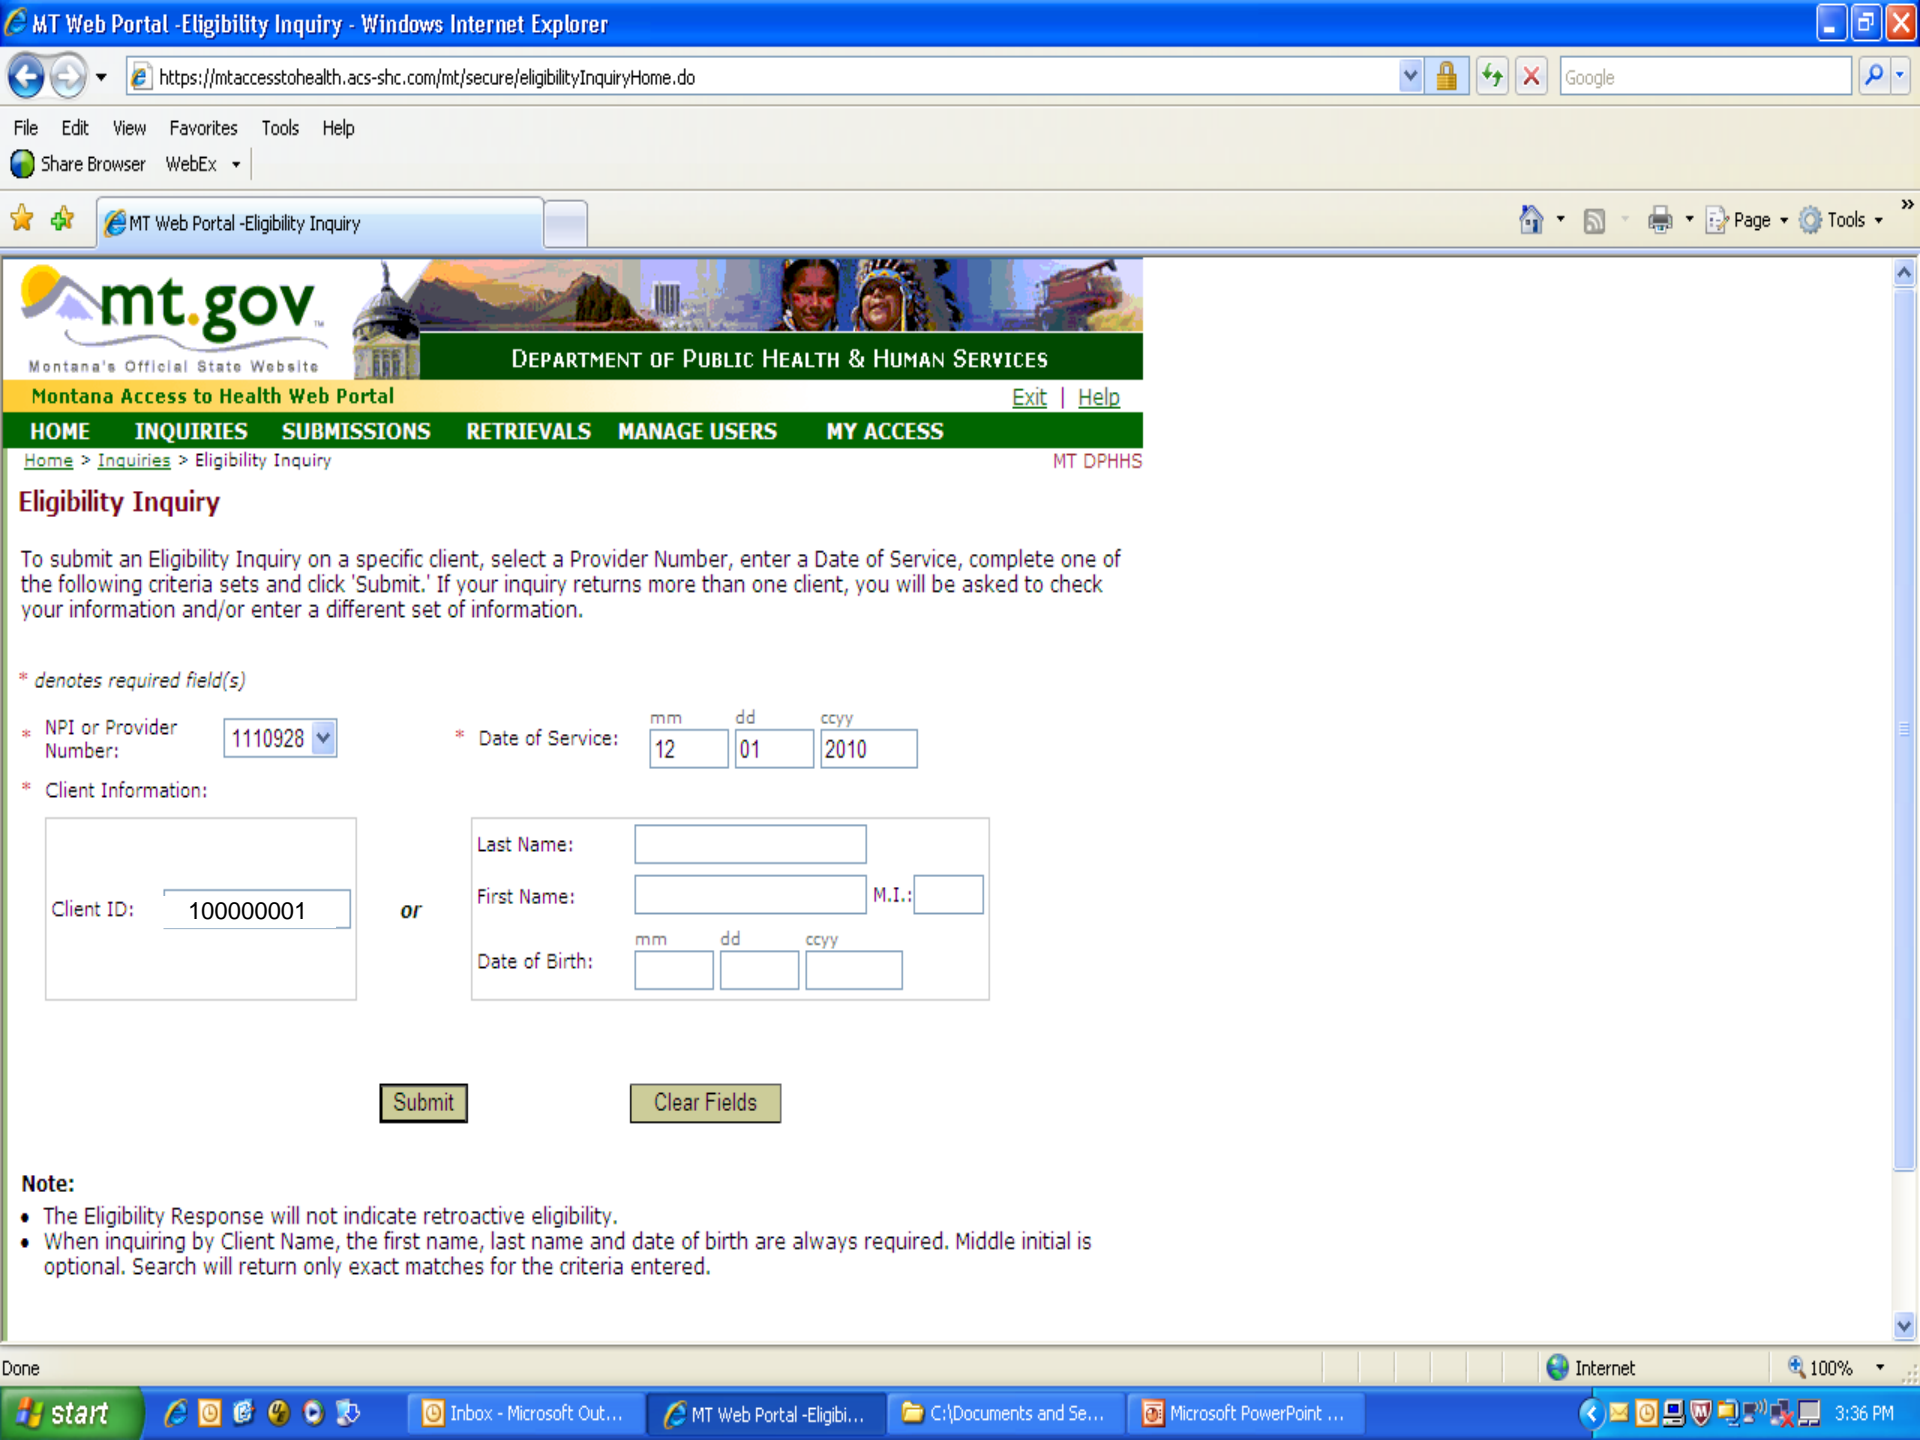 MT Web Portal -Eligibility Inquiry - Windows Internet Explorer
https://mtaccesstohealth.acs-shc.com/mt/secure/eligibilityInquiryHome.do
Google
File Edit View Favorites Tools Help
Share Browser WebEx
MT Web Portal -Eligibility Inquiry
Page Tools »
mt.gov™
Montana's Official State Website
DEPARTMENT OF PUBLIC HEALTH & HUMAN SERVICES
Montana Access to Health Web Portal
Exit | Help
HOME INQUIRIES SUBMISSIONS RETRIEVALS MANAGE USERS MY ACCESS
Home > Inquiries > Eligibility Inquiry
MT DPHHS
Eligibility Inquiry
To submit an Eligibility Inquiry on a specific client, select a Provider Number, enter a Date of Service, complete one of
the following criteria sets and click 'Submit.' If your inquiry returns more than one client, you will be asked to check
your information and/or enter a different set of information.
* denotes required field(s)
* NPI or Provider
Number:
1110928
* Date of Service:
mm dd ccyy
12 01 2010
* Client Information:
Client ID: 100000001
or
Last Name:
First Name:
M.I.:
mm dd ccyy
Date of Birth:
Submit
Clear Fields
Note:
• The Eligibility Response will not indicate retroactive eligibility.
• When inquiring by Client Name, the first name, last name and date of birth are always required. Middle initial is
optional. Search will return only exact matches for the criteria entered.
Done
Internet
100%
start
Inbox - Microsoft Out...
MT Web Portal -Eligibi...
C:\Documents and Se...
Microsoft PowerPoint ...
3:36 PM